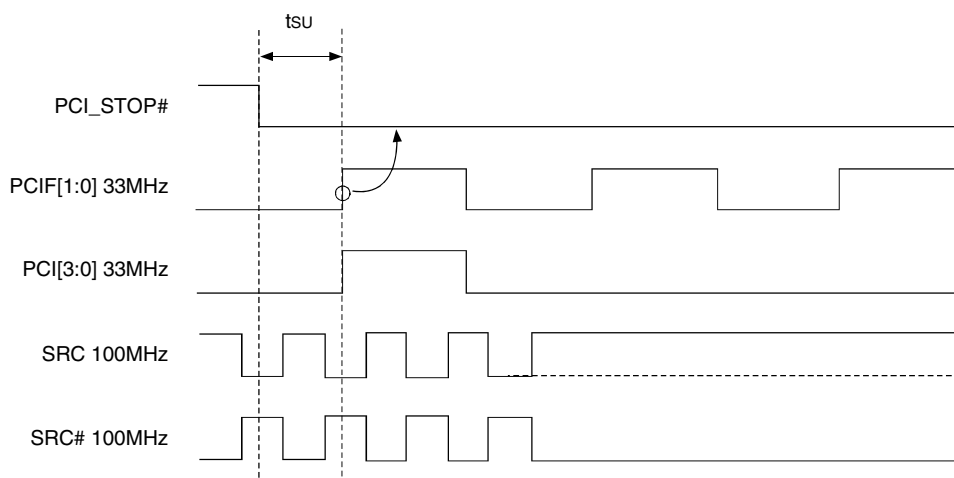 tSU
PCI_STOP#
PCIF[1:0] 33MHz
PCI[3:0] 33MHz
SRC 100MHz
SRC# 100MHz